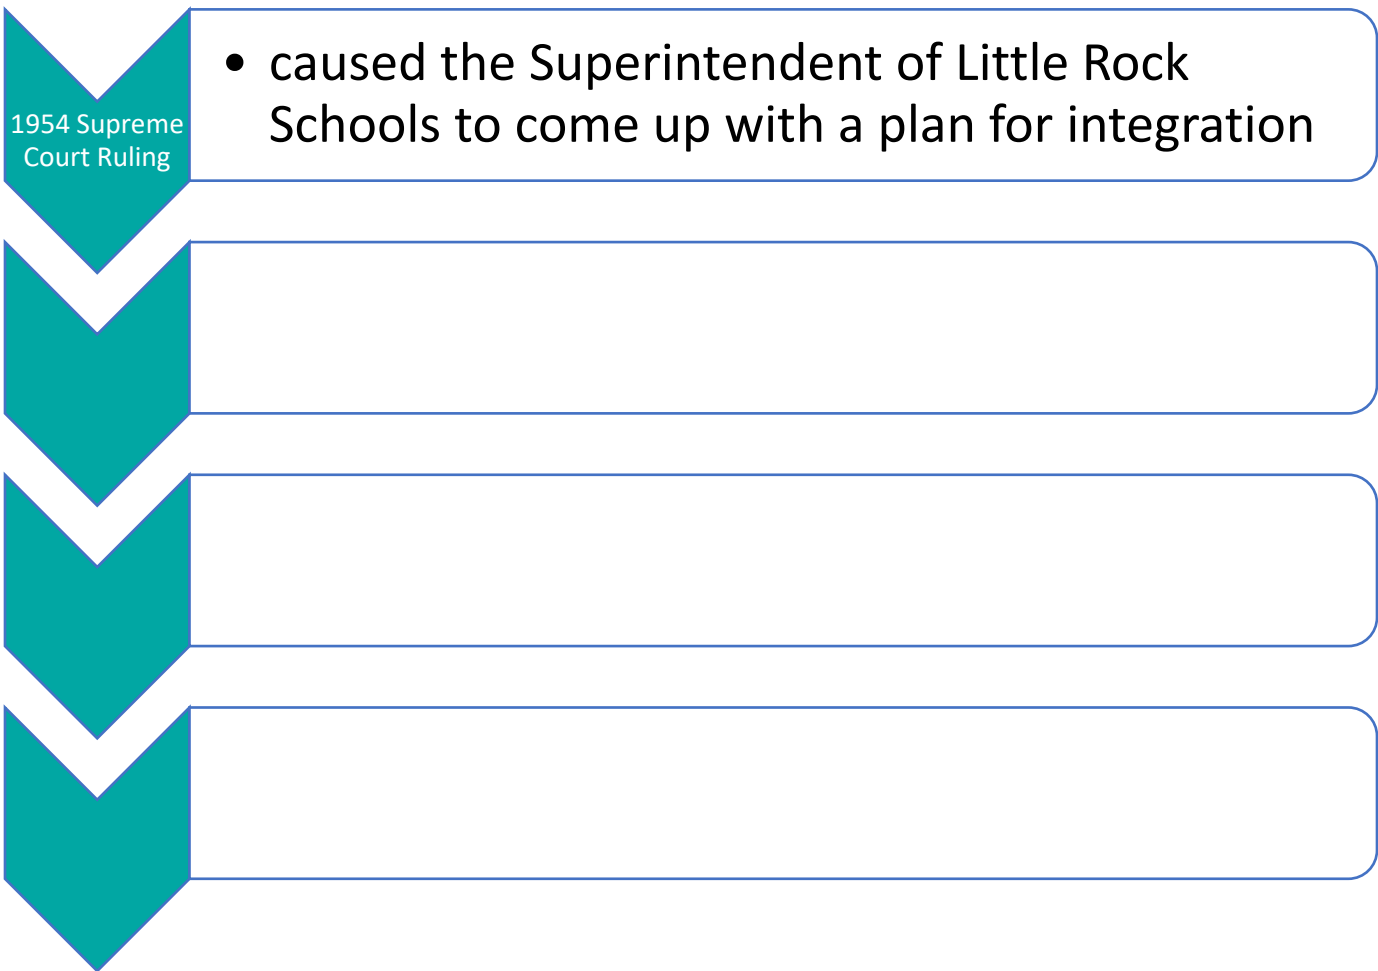 1954 Supreme
Court Ruling
• caused the Superintendent of Little Rock
Schools to come up with a plan for integration